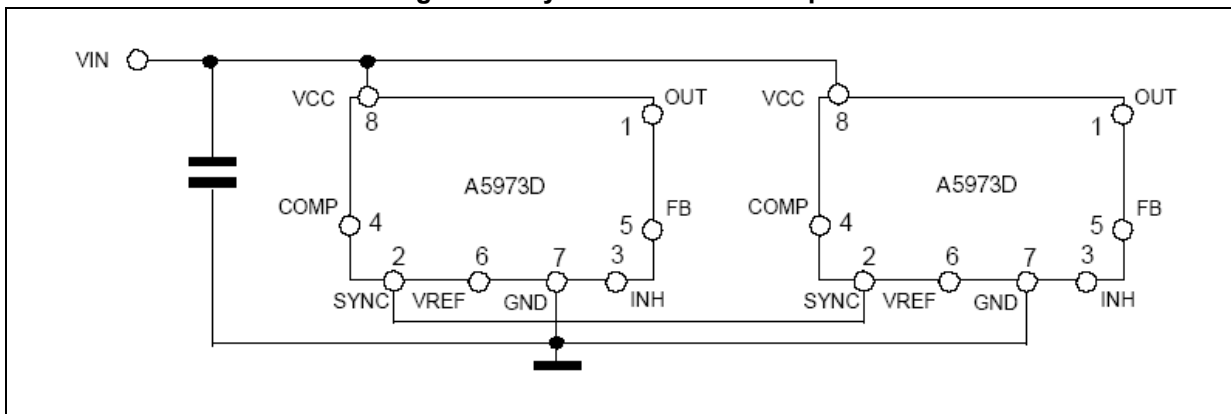 VIN
VCC
8
OUT
1
A5973D
COMP
4
FB
5
2
6
7
3
SYNC
VREF
GND
INH
VCC
8
OUT
1
A5973D
COMP
4
FB
5
2
6
7
3
SYNC
VREF
GND
INH